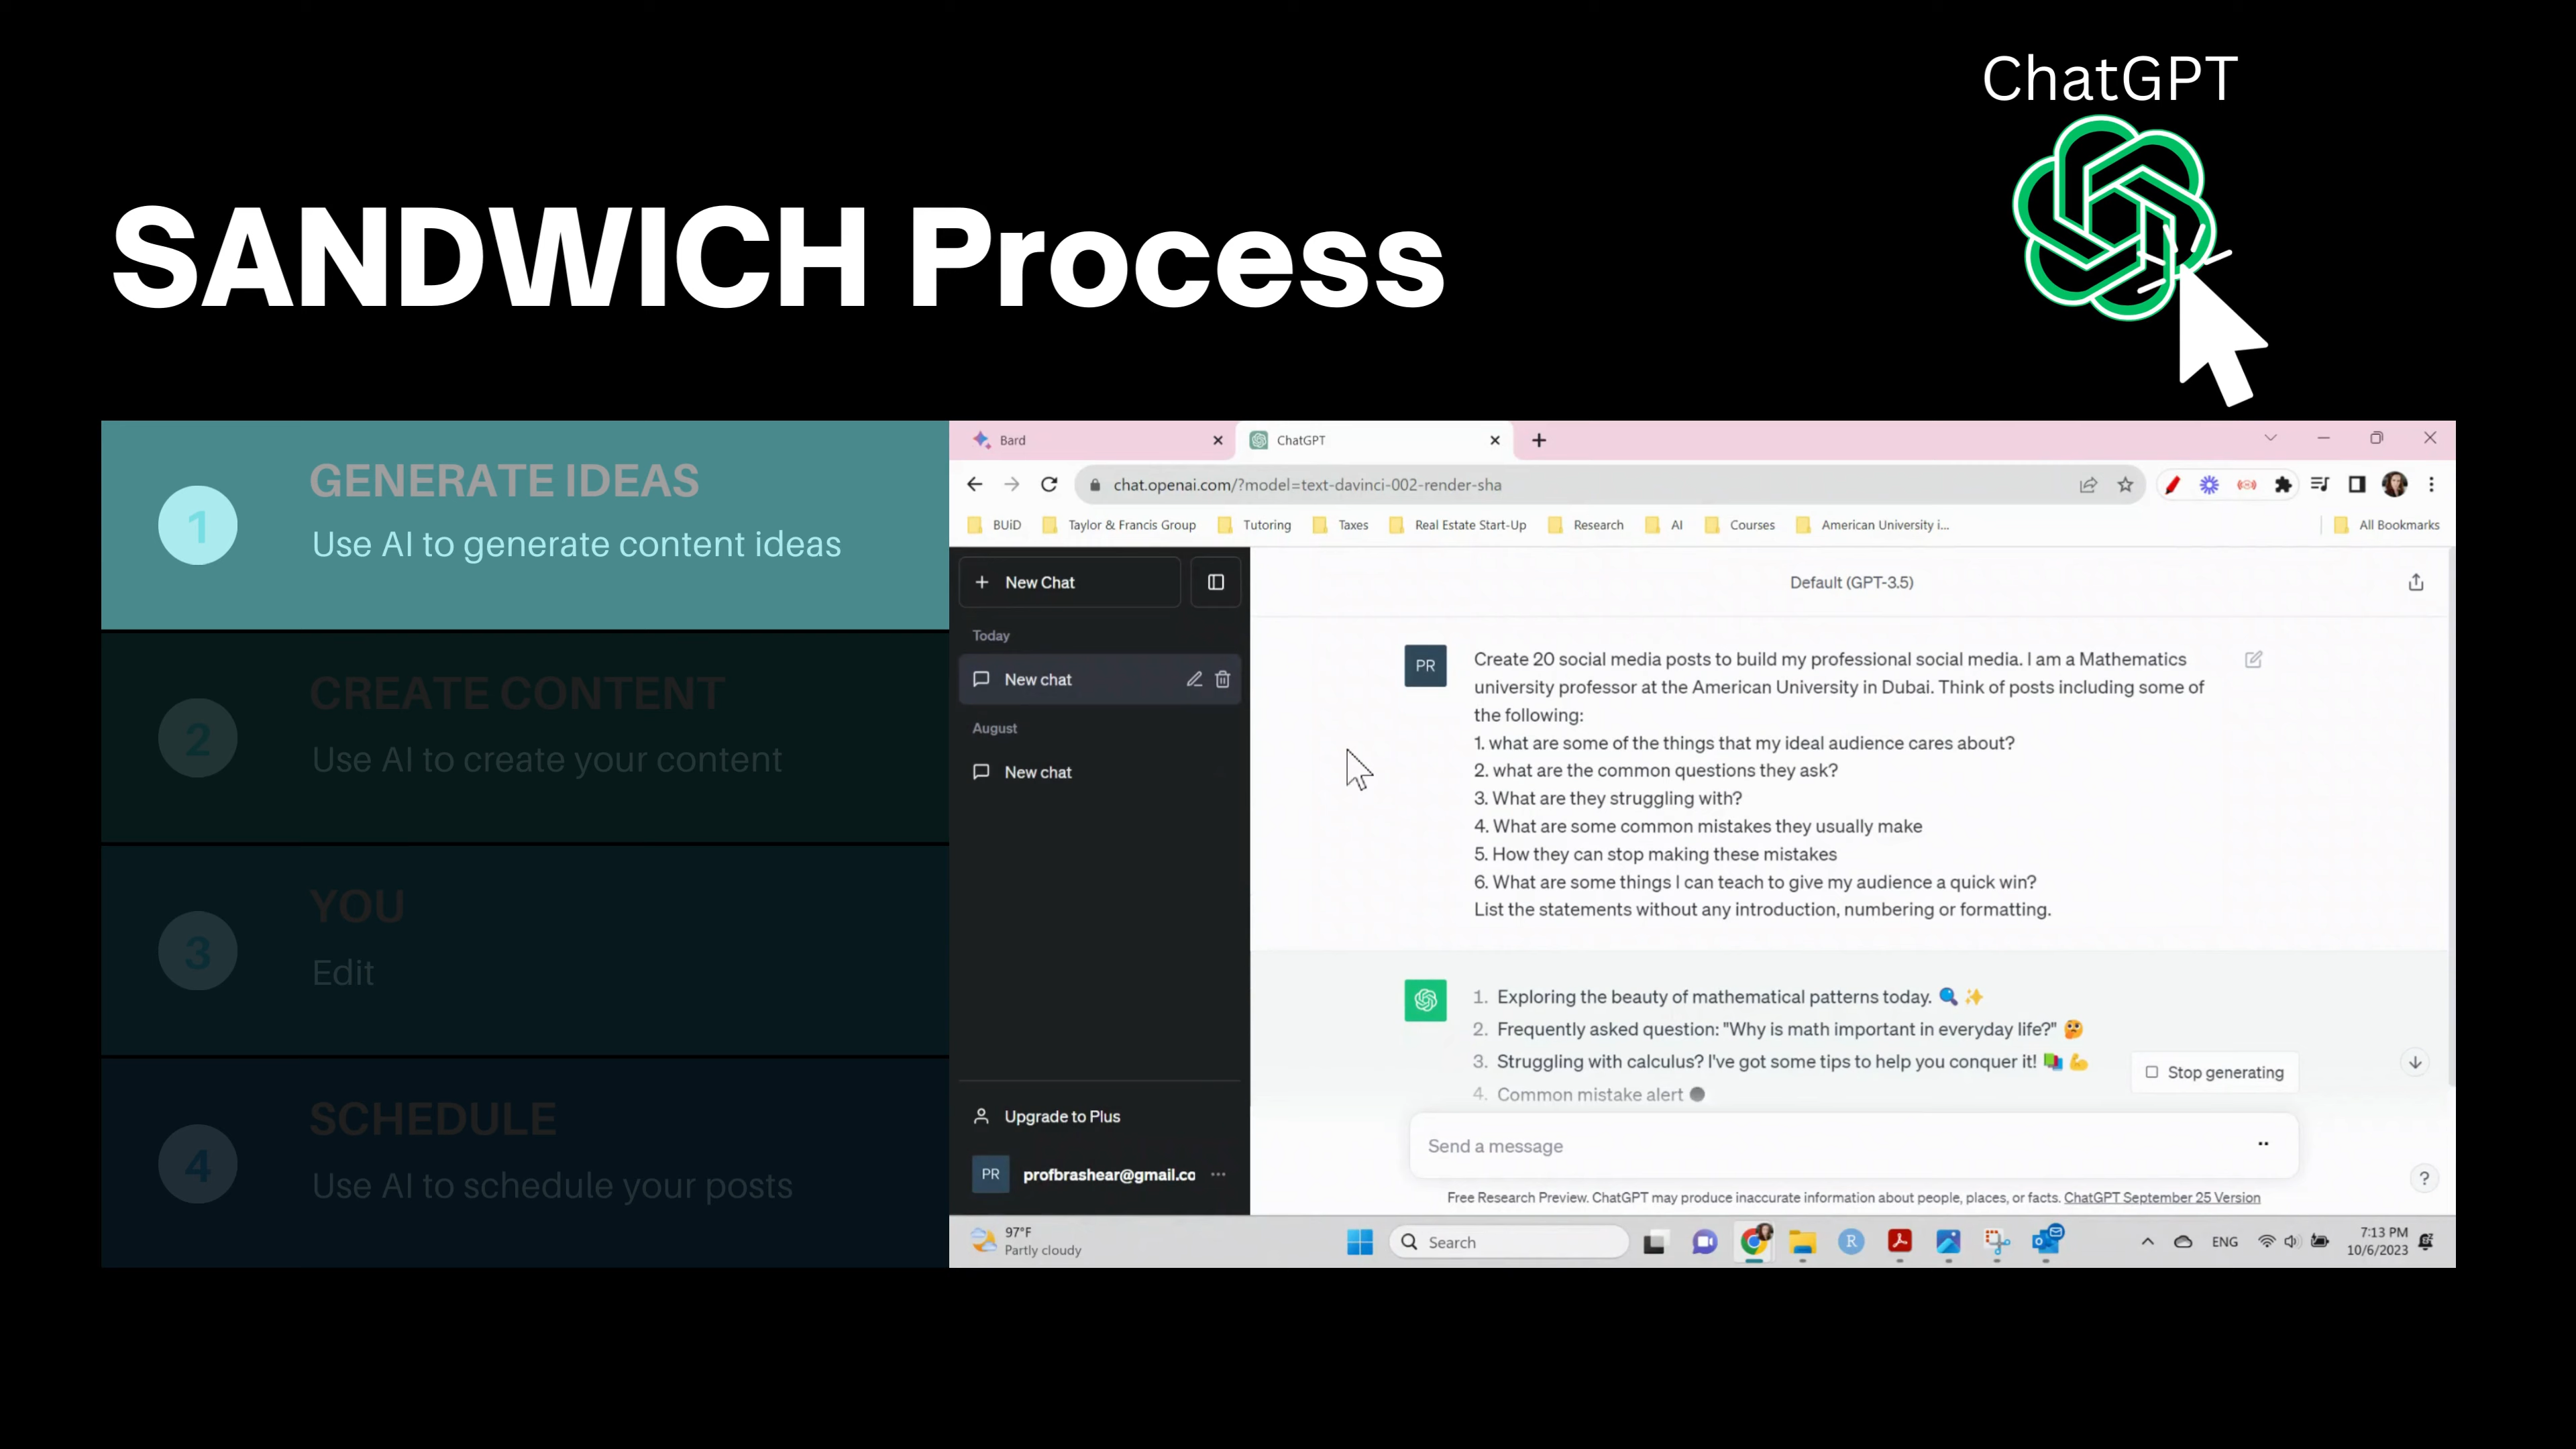 ChatGPT
SANDWICH Process
1
GENERATE IDEAS
Use AI to generate content ideas
2
CREATE CONTENT
Use AI to create your content
3
YOU
Edit
4
SCHEDULE
Use AI to schedule your posts
Bard
ChatGPT
chat.openai.com/?model=text-davinci-002-render-sha
BUiD Taylor & Francis Group Tutoring Taxes Real Estate Start-Up Research AI Courses American University i... All Bookmarks
New Chat
Today
New chat
August
New chat
Upgrade to Plus
PR profbrashear@gmail.co ...
Default (GPT-3.5)
PR
Create 20 social media posts to build my professional social media. I am a Mathematics
university professor at the American University in Dubai. Think of posts including some of
the following:
1. what are some of the things that my ideal audience cares about?
2. what are the common questions they ask?
3. What are they struggling with?
4. What are some common mistakes they usually make
5. How they can stop making these mistakes
6. What are some things I can teach to give my audience a quick win?
List the statements without any introduction, numbering or formatting.
1. Exploring the beauty of mathematical patterns today. 🔍 ✨
2. Frequently asked question: "Why is math important in everyday life?" 🤔
3. Struggling with calculus? I've got some tips to help you conquer it! 📚 💪
4. Common mistake alert
Stop generating
Send a message
?
Free Research Preview. ChatGPT may produce inaccurate information about people, places, or facts. ChatGPT September 25 Version
97°F
Partly cloudy
Search
R
ENG
7:13 PM
10/6/2023